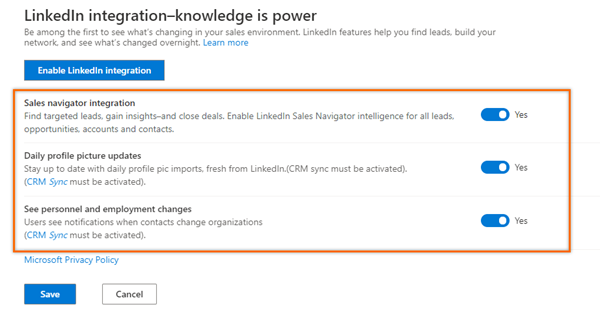 LinkedIn integration–knowledge is power
Be among the first to see what's changing in your sales environment. LinkedIn features help you find leads, build your
network, and see what's changed overnight. Learn more
Enable LinkedIn integration
Sales navigator integration
Find targeted leads, gain insights–and close deals. Enable LinkedIn Sales Navigator intelligence for all leads,
opportunities, accounts and contacts.
Yes
Daily profile picture updates
Stay up to date with daily profile pic imports, fresh from LinkedIn.(CRM sync must be activated).
(CRM Sync must be activated).
Yes
See personnel and employment changes
Users see notifications when contacts change organizations
(CRM Sync must be activated).
Yes
Microsoft Privacy Policy
Save
Cancel